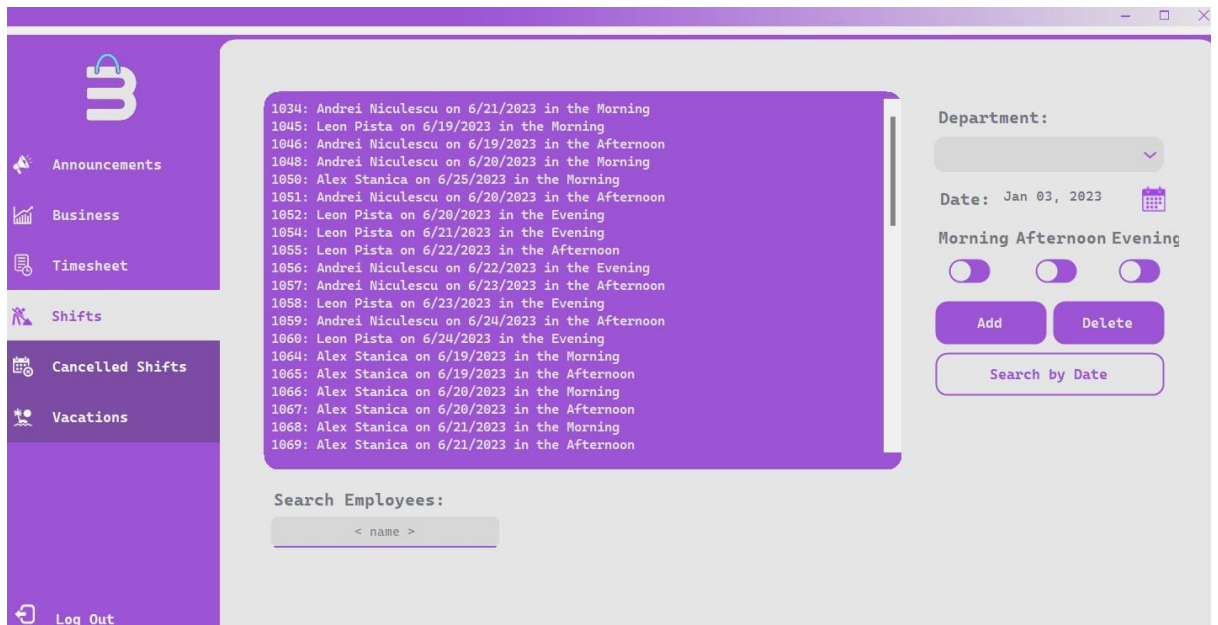 Announcements
Business
Timesheet
Shifts
Cancelled Shifts
Vacations
Log Out
1034: Andrei Niculescu on 6/21/2023 in the Morning
1045: Leon Pista on 6/19/2023 in the Morning
1046: Andrei Niculescu on 6/19/2023 in the Afternoon
1048: Andrei Niculescu on 6/20/2023 in the Morning
1050: Alex Stanica on 6/25/2023 in the Morning
1051: Andrei Niculescu on 6/20/2023 in the Afternoon
1052: Leon Pista on 6/20/2023 in the Evening
1054: Leon Pista on 6/21/2023 in the Evening
1055: Leon Pista on 6/22/2023 in the Afternoon
1056: Andrei Niculescu on 6/22/2023 in the Evening
1057: Andrei Niculescu on 6/23/2023 in the Afternoon
1058: Leon Pista on 6/23/2023 in the Evening
1059: Andrei Niculescu on 6/24/2023 in the Afternoon
1060: Leon Pista on 6/24/2023 in the Evening
1064: Alex Stanica on 6/19/2023 in the Morning
1065: Alex Stanica on 6/19/2023 in the Afternoon
1066: Alex Stanica on 6/20/2023 in the Morning
1067: Alex Stanica on 6/20/2023 in the Afternoon
1068: Alex Stanica on 6/21/2023 in the Morning
1069: Alex Stanica on 6/21/2023 in the Afternoon
Search Employees:
< name >
Department:
Date: Jan 03, 2023
Morning Afternoon Evening
Add Delete
Search by Date